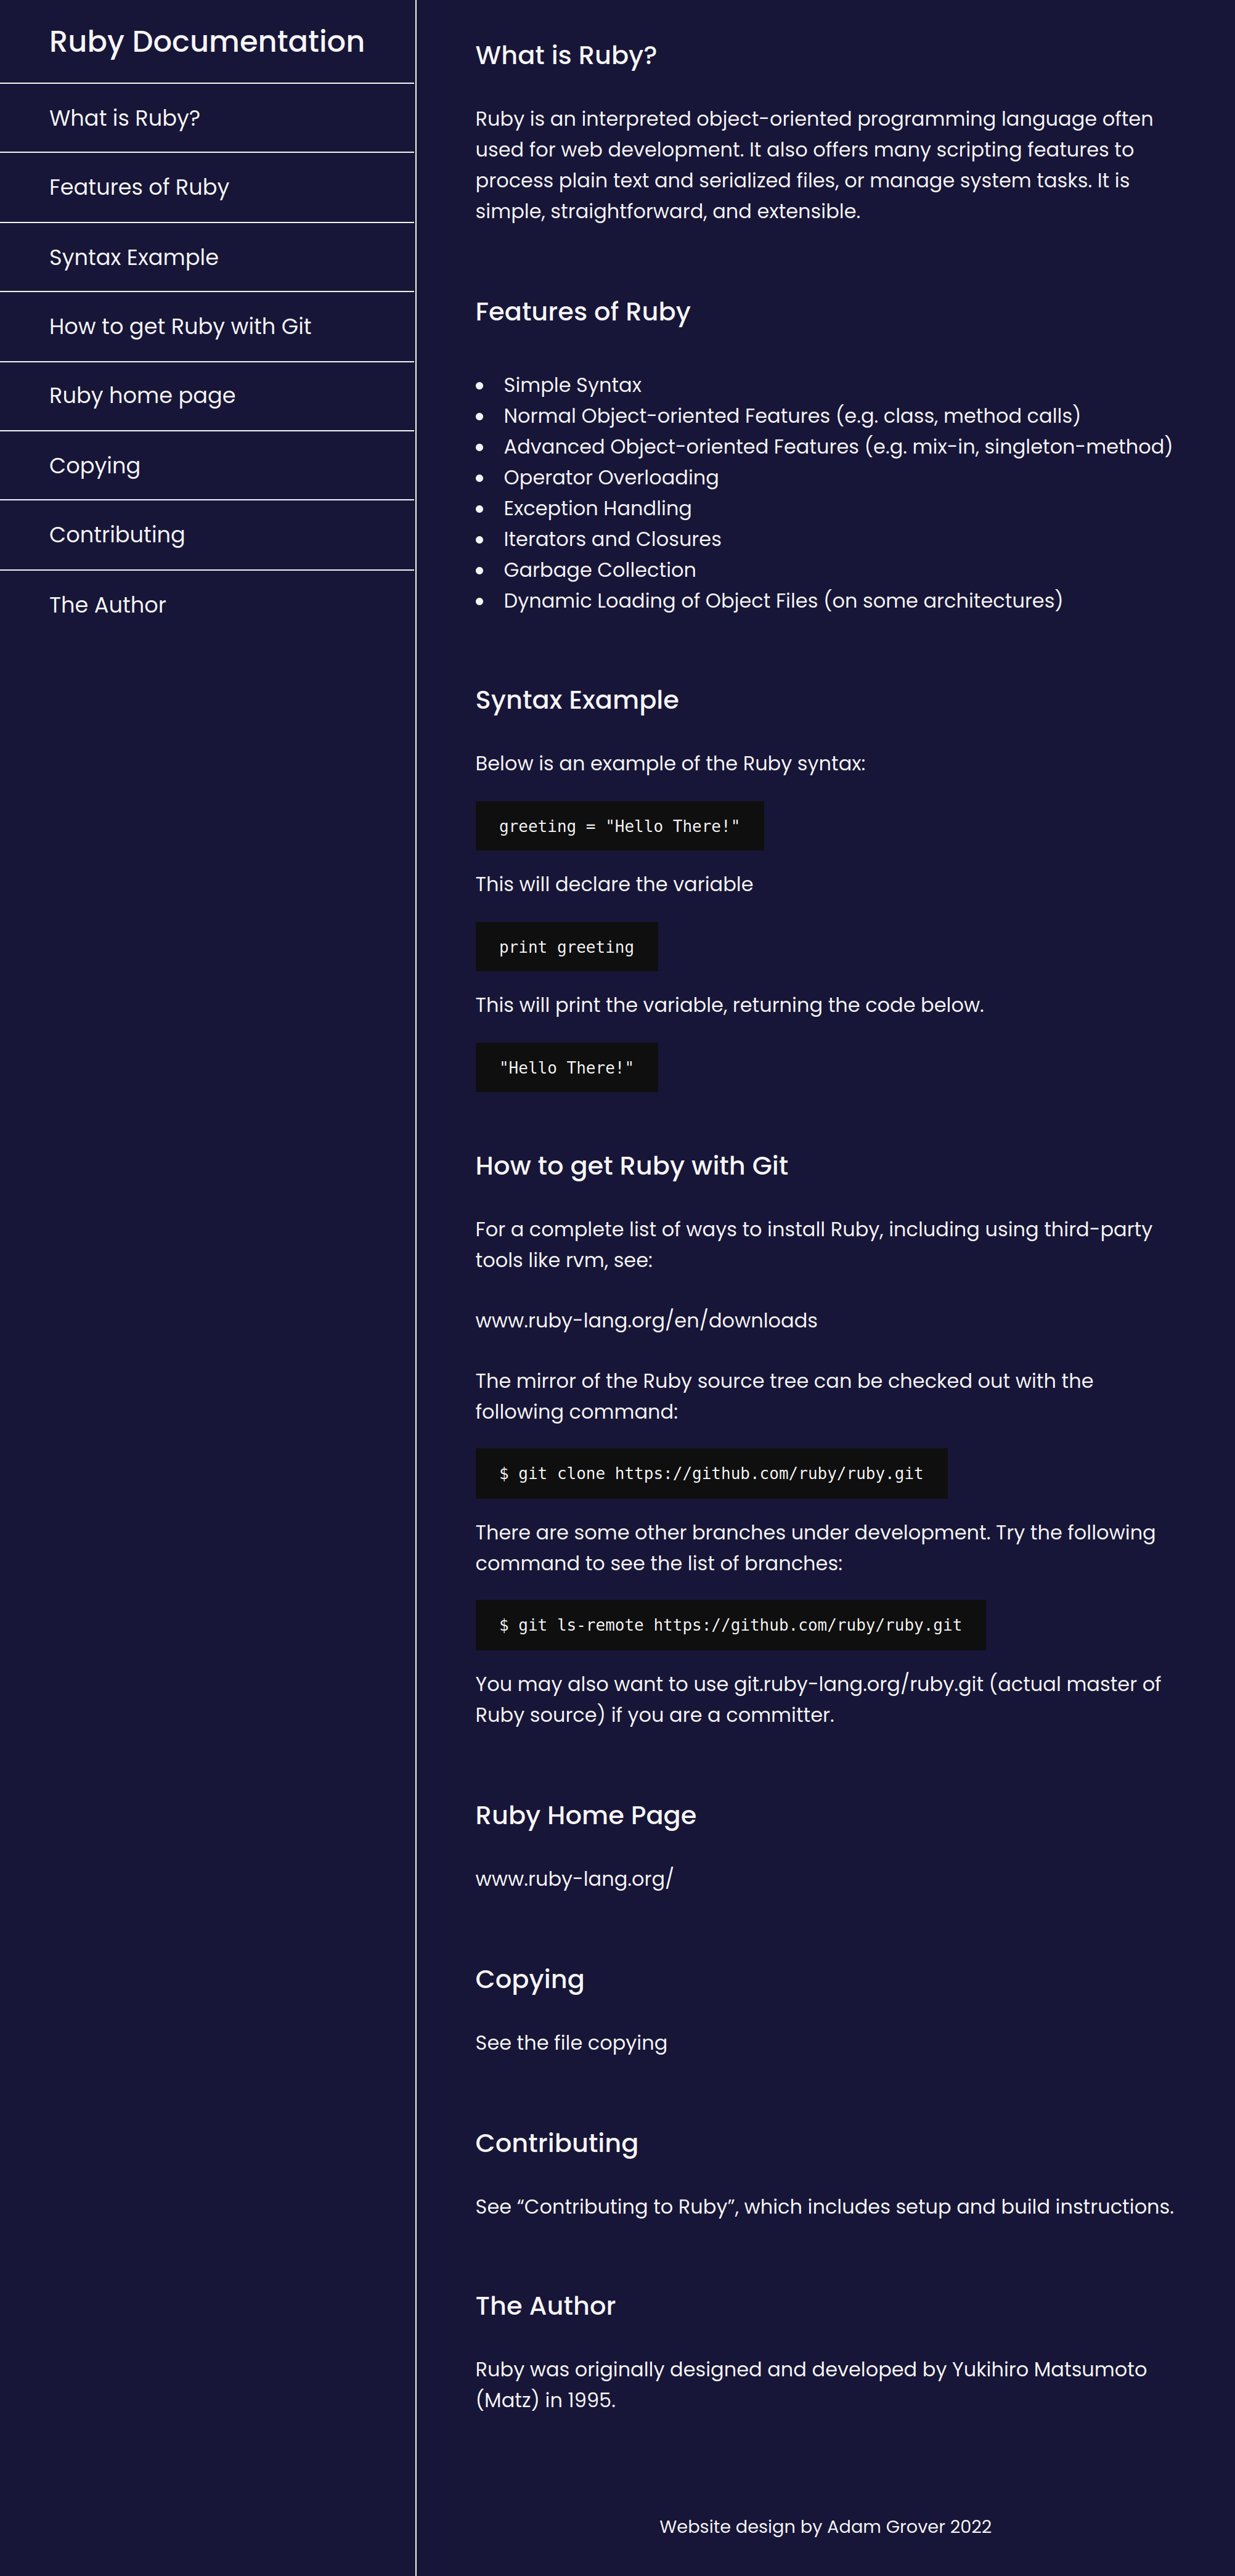 Ruby Documentation
What is Ruby?
Features of Ruby
Syntax Example
How to get Ruby with Git
Ruby home page
Copying
Contributing
The Author
What is Ruby?
Ruby is an interpreted object-oriented programming language often
used for web development. It also offers many scripting features to
process plain text and serialized files, or manage system tasks. It is
simple, straightforward, and extensible.
Features of Ruby
• Simple Syntax
• Normal Object-oriented Features (e.g. class, method calls)
• Advanced Object-oriented Features (e.g. mix-in, singleton-method)
• Operator Overloading
• Exception Handling
• Iterators and Closures
• Garbage Collection
• Dynamic Loading of Object Files (on some architectures)
Syntax Example
Below is an example of the Ruby syntax:
greeting = "Hello There!"
This will declare the variable
print greeting
This will print the variable, returning the code below.
"Hello There!"
How to get Ruby with Git
For a complete list of ways to install Ruby, including using third-party
tools like rvm, see:
www.ruby-lang.org/en/downloads
The mirror of the Ruby source tree can be checked out with the
following command:
$ git clone https://github.com/ruby/ruby.git
There are some other branches under development. Try the following
command to see the list of branches:
$ git ls-remote https://github.com/ruby/ruby.git
You may also want to use git.ruby-lang.org/ruby.git (actual master of
Ruby source) if you are a committer.
Ruby Home Page
www.ruby-lang.org/
Copying
See the file copying
Contributing
See “Contributing to Ruby”, which includes setup and build instructions.
The Author
Ruby was originally designed and developed by Yukihiro Matsumoto
(Matz) in 1995.
Website design by Adam Grover 2022